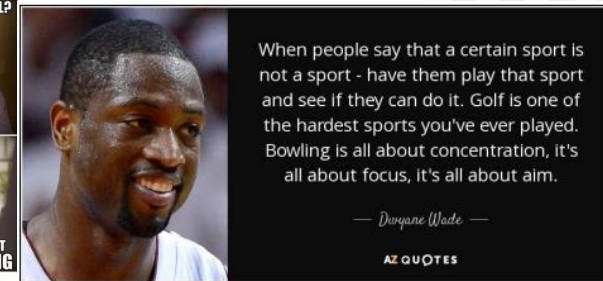 L?
T
G
When people say that a certain sport is
not a sport - have them play that sport
and see if they can do it. Golf is one of
the hardest sports you've ever played.
Bowling is all about concentration, it's
all about focus, it's all about aim.
— Dwyane Wade —
AZ QUOTES